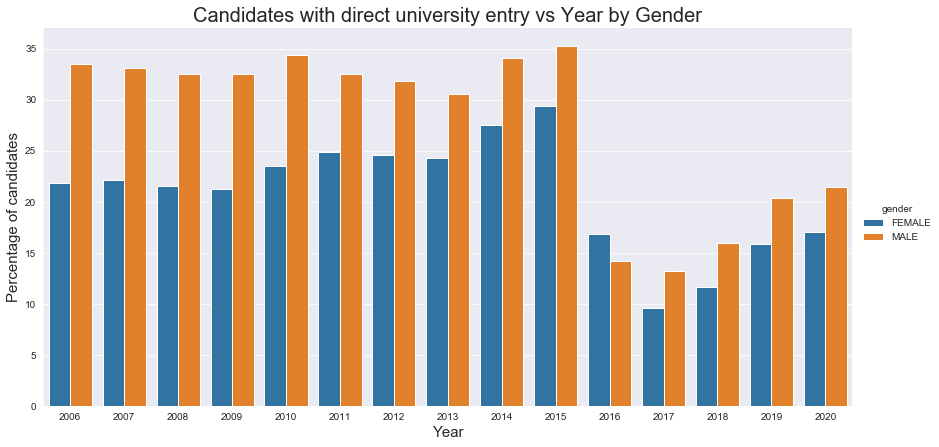 Candidates with direct university entry vs Year by Gender
Percentage of candidates
35
30
25
20
15
10
5
0
2006 2007 2008 2009 2010 2011 2012 2013 2014 2015 2016 2017 2018 2019 2020
Year
gender
FEMALE
MALE